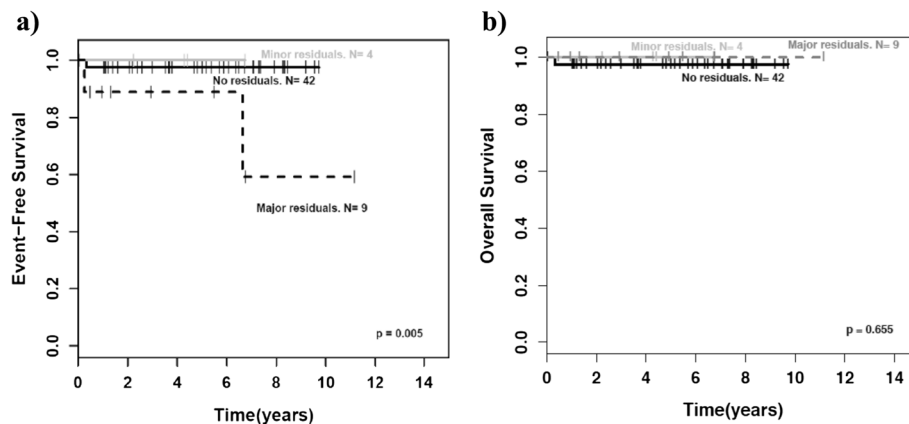 a)
Event-Free Survival
1.0
0.8
0.6
0.4
0.2
0.0
Minor residuals. N= 4
No residuals. N= 42
Major residuals. N= 9
p = 0.005
0 2 4 6 8 10 12 14
Time(years)
b)
Overall Survival
1.0
0.8
0.6
0.4
0.2
0.0
Minor residuals. N= 4
Major residuals. N= 9
No residuals. N= 42
p = 0.655
0 2 4 6 8 10 12 14
Time(years)